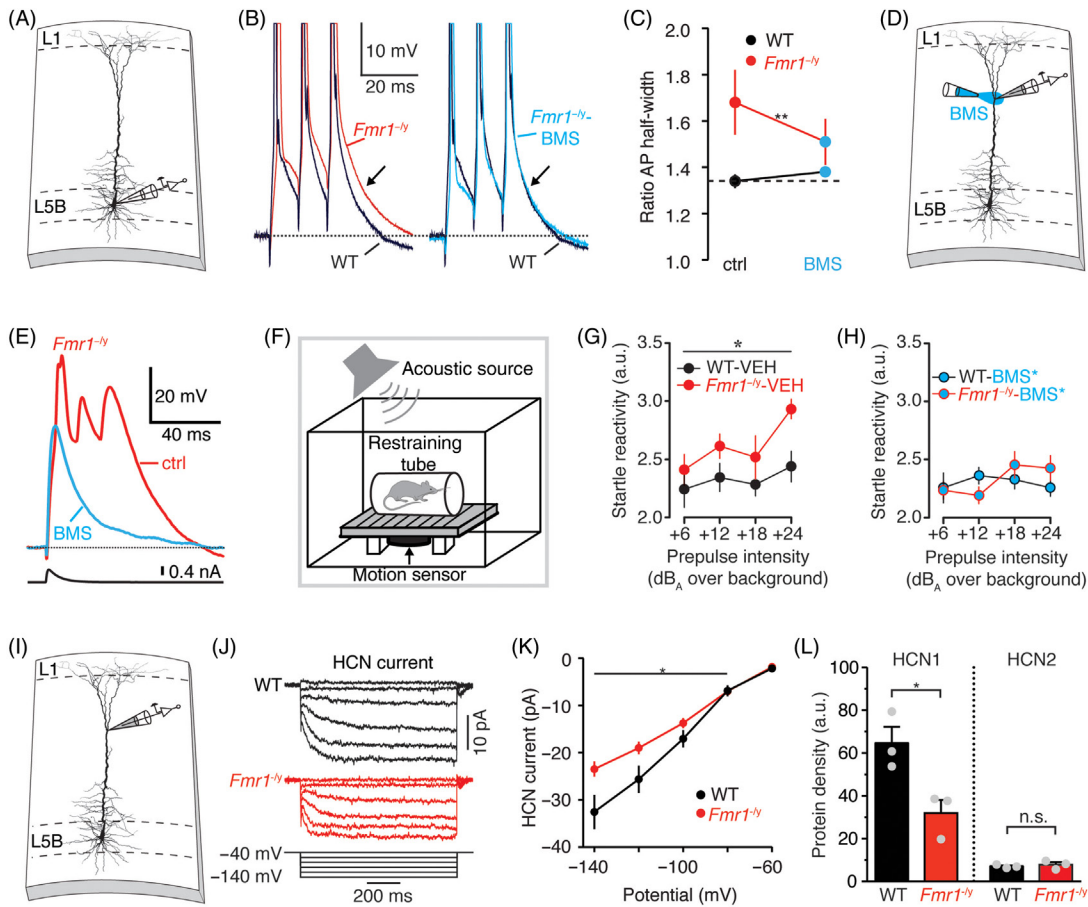 (A)
L1
L5B
(B)
10 mV
20 ms
Fmr1⁻/ʸ
WT
Fmr1⁻/ʸ-
BMS
WT
(C)
WT
Fmr1⁻/ʸ
Ratio AP half-width
2.0
1.8
1.6
1.4
1.2
1.0
**
ctrl
BMS
(D)
L1
BMS
L5B
(E)
Fmr1⁻/ʸ
20 mV
40 ms
ctrl
BMS
0.4 nA
(F)
Acoustic source
Restraining
tube
Motion sensor
(G)
Startle reactivity (a.u.)
3.5
3.0
2.5
2.0
*
WT-VEH
Fmr1⁻/ʸ-VEH
+6 +12 +18 +24
Prepulse intensity
(dBA over background)
(H)
Startle reactivity (a.u.)
3.5
3.0
2.5
2.0
WT-BMS*
Fmr1⁻/ʸ-BMS*
+6 +12 +18 +24
Prepulse intensity
(dBA over background)
(I)
L1
L5B
(J)
HCN current
WT
10 pA
Fmr1⁻/ʸ
−40 mV
−140 mV
200 ms
(K)
HCN current (pA)
0
−10
−20
−30
−40
*
WT
Fmr1⁻/ʸ
−140 −100 −60
Potential (mV)
(L)
HCN1 HCN2
Protein density (a.u.)
100
80
60
40
20
0
*
n.s.
WT Fmr1⁻/ʸ WT Fmr1⁻/ʸ